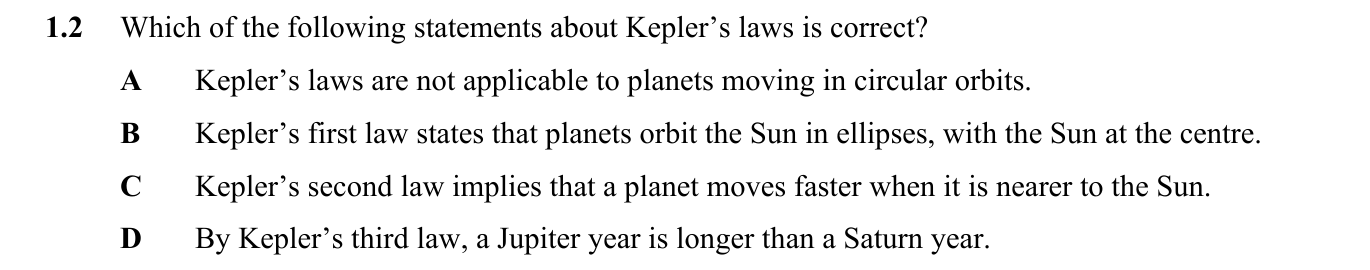 1.2 Which of the following statements about Kepler’s laws is correct?
A Kepler’s laws are not applicable to planets moving in circular orbits.
B Kepler’s first law states that planets orbit the Sun in ellipses, with the Sun at the centre.
C Kepler’s second law implies that a planet moves faster when it is nearer to the Sun.
D By Kepler’s third law, a Jupiter year is longer than a Saturn year.